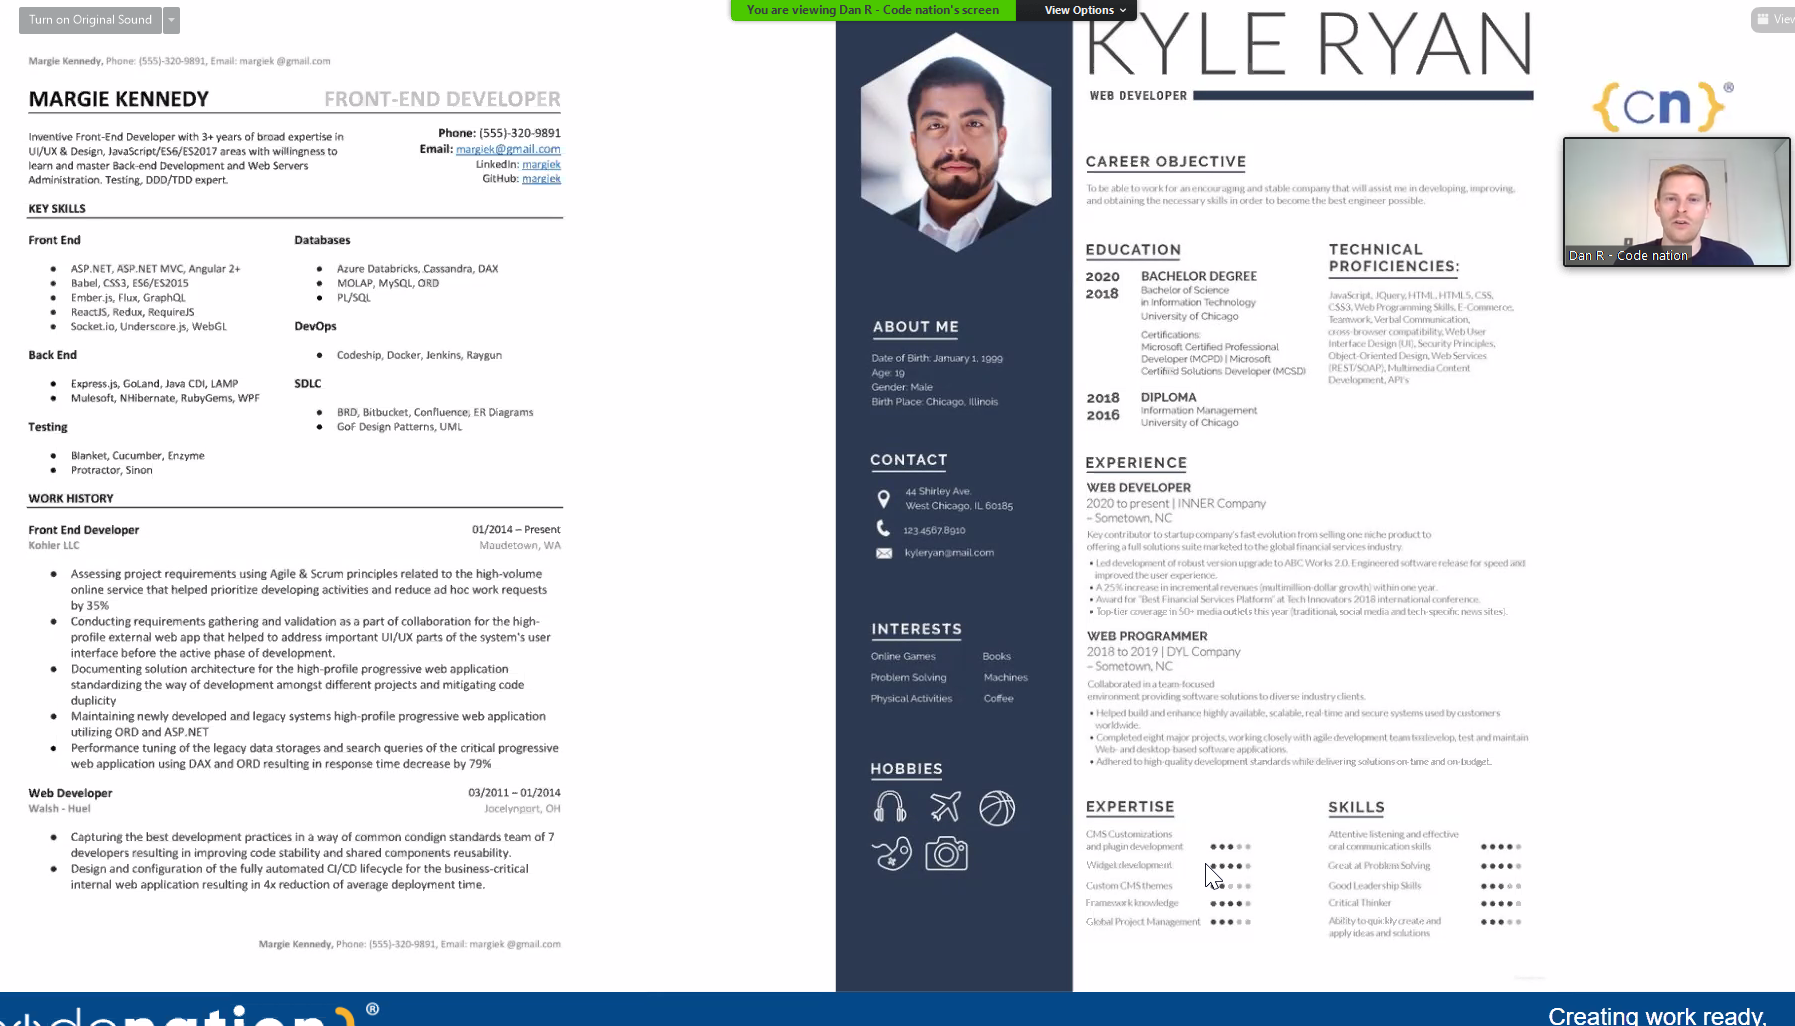 Turn on Original Sound
You are viewing Dan R - Code nation's screen
View Options
View
Margie Kennedy, Phone: (555)-320-9891, Email: margiek @gmail.com
MARGIE KENNEDY
FRONT-END DEVELOPER
Inventive Front-End Developer with 3+ years of broad expertise in
UI/UX & Design, JavaScript/ES6/ES2017 areas with willingness to
learn and master Back-end Development and Web Servers
Administration. Testing, DDD/TDD expert.
Phone: (555)-320-9891
Email: margiek@gmail.com
LinkedIn: margiek
GitHub: margiek
KEY SKILLS
Front End
• ASP.NET, ASP.NET MVC, Angular 2+
• Babel, CSS3, ES6/ES2015
• Ember.js, Flux, GraphQL
• ReactJS, Redux, RequireJS
• Socket.io, Underscore.js, WebGL
Back End
• Express.js, GoLand, Java CDI, LAMP
• Mulesoft, NHibernate, RubyGems, WPF
Testing
• Blanket, Cucumber, Enzyme
• Protractor, Sinon
Databases
• Azure Databricks, Cassandra, DAX
• MOLAP, MySQL, ORD
• PL/SQL
DevOps
• Codeship, Docker, Jenkins, Raygun
SDLC
• BRD, Bitbucket, Confluence; ER Diagrams
• GoF Design Patterns, UML
WORK HISTORY
Front End Developer
01/2014 – Present
Kohler LLC
Maudetown, WA
• Assessing project requirements using Agile & Scrum principles related to the high-volume
online service that helped prioritize developing activities and reduce ad hoc work requests
by 35%
• Conducting requirements gathering and validation as a part of collaboration for the high-
profile external web app that helped to address important UI/UX parts of the system's user
interface before the active phase of development.
• Documenting solution architecture for the high-profile progressive web application
standardizing the way of development amongst different projects and mitigating code
duplicity
• Maintaining newly developed and legacy systems high-profile progressive web application
utilizing ORD and ASP.NET
• Performance tuning of the legacy data storages and search queries of the critical progressive
web application using DAX and ORD resulting in response time decrease by 79%
Web Developer
03/2011 – 01/2014
Walsh - Huel
Jocelynport, OH
• Capturing the best development practices in a way of common condign standards team of 7
developers resulting in improving code stability and shared components reusability.
• Design and configuration of the fully automated CI/CD lifecycle for the business-critical
internal web application resulting in 4x reduction of average deployment time.
Margie Kennedy, Phone: (555)-320-9891, Email: margiek @gmail.com
ABOUT ME
Date of Birth: January 1, 1999
Age: 19
Gender: Male
Birth Place: Chicago, Illinois
CONTACT
44 Shirley Ave.
West Chicago, IL 60185
123.4567.8910
kyleryan@mail.com
INTERESTS
Online Games
Books
Problem Solving
Machines
Physical Activities
Coffee
HOBBIES
KYLE RYAN
WEB DEVELOPER
CAREER OBJECTIVE
To be able to work for an encouraging and stable company that will assist me in developing, improving,
and obtaining the necessary skills in order to become the best engineer possible.
EDUCATION
2020
2018
BACHELOR DEGREE
Bachelor of Science
in Information Technology
University of Chicago
Certifications:
Microsoft Certified Professional
Developer (MCPD) | Microsoft
Certified Solutions Developer (MCSD)
2018
2016
DIPLOMA
Information Management
University of Chicago
TECHNICAL
PROFICIENCIES:
JavaScript, JQuery, HTML, HTML5, CSS,
CSS3, Web Programming Skills, E-Commerce,
Teamwork, Verbal Communication,
cross-browser compatibility, Web User
Interface Design (UI), Security Principles,
Object-Oriented Design, Web Services
(REST/SOAP), Multimedia Content
Development, API's
EXPERIENCE
WEB DEVELOPER
2020 to present | INNER Company
– Sometown, NC
Key contributor to startup company's fast evolution from selling one niche product to
offering a full solutions suite marketed to the global financial services industry.
• Led development of robust version upgrade to ABC Works 2.0. Engineered software release for speed and
improved the user experience.
• A 25% increase in incremental revenues (multimillion-dollar growth) within one year.
• Award for "Best Financial Services Platform" at Tech Innovators 2018 international conference.
• Top-tier coverage in 50+ media outlets this year (traditional, social media and tech-specific news sites).
WEB PROGRAMMER
2018 to 2019 | DYL Company
– Sometown, NC
Collaborated in a team-focused
environment providing software solutions to diverse industry clients.
• Helped build and enhance highly available, scalable, real-time and secure systems used by customers
worldwide.
• Completed eight major projects, working closely with agile development team to develop, test and maintain
Web- and desktop-based software applications.
• Adhered to high-quality development standards while delivering solutions on-time and on-budget.
EXPERTISE
CMS Customizations
and plugin development
Widget development
Custom CMS themes
Framework knowledge
Global Project Management
SKILLS
Attentive listening and effective
oral communication skills
Great at Problem Solving
Good Leadership Skills
Critical Thinker
Ability to quickly create and
apply ideas and solutions
{cn}®
Dan R - Code nation
codenation)®
Creating work ready,